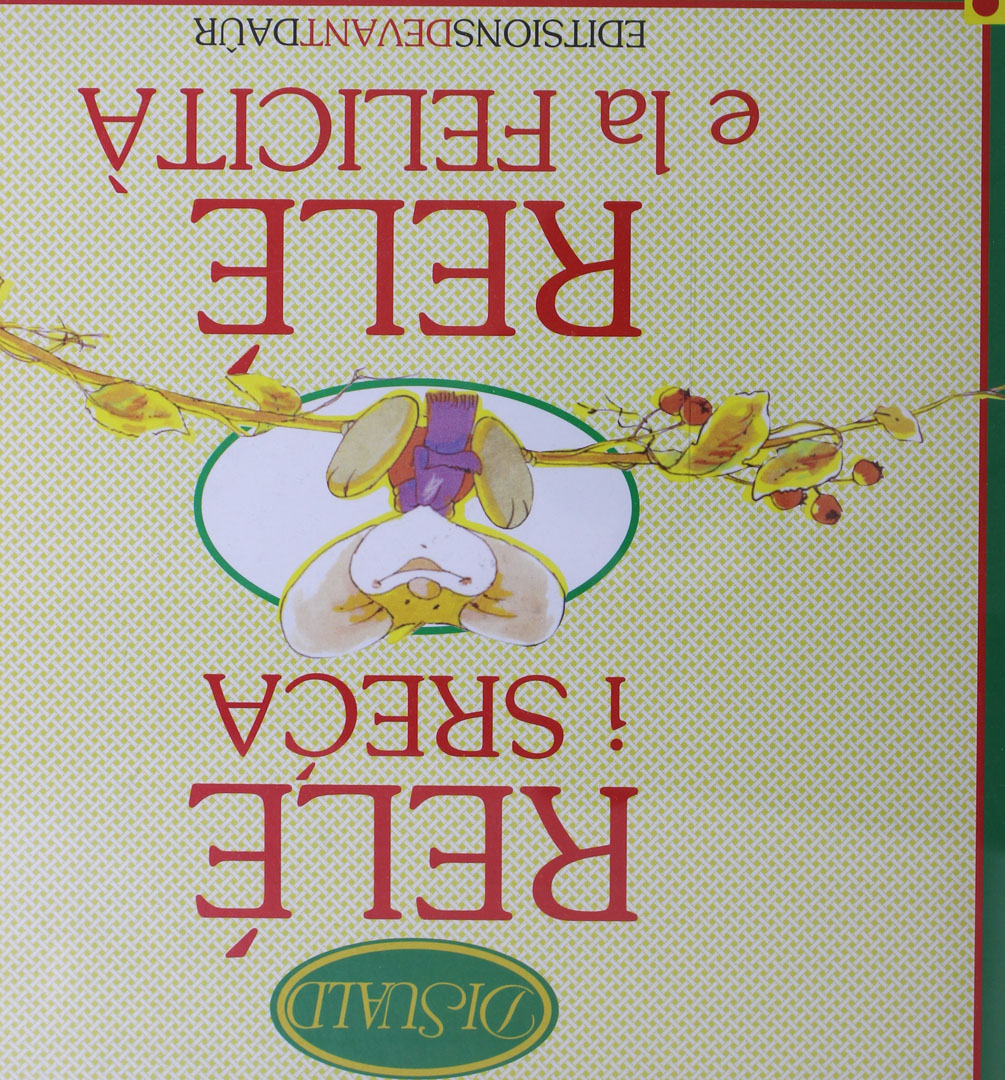 DISUALD
RELÉ
i SREĆA
RELÉ
e la FELICITÀ
EDITSIONSDEVANTDAÛR